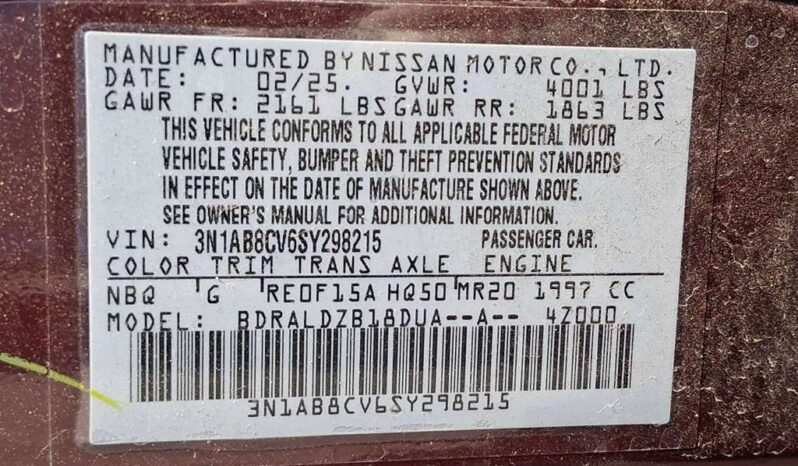 MANUFACTURED BY NISSAN MOTOR CO., LTD.
DATE: 02/25. GVWR: 4001 LBS
GAWR FR: 2161 LBS GAWR RR: 1863 LBS
THIS VEHICLE CONFORMS TO ALL APPLICABLE FEDERAL MOTOR
VEHICLE SAFETY, BUMPER AND THEFT PREVENTION STANDARDS
IN EFFECT ON THE DATE OF MANUFACTURE SHOWN ABOVE.
SEE OWNER'S MANUAL FOR ADDITIONAL INFORMATION.
VIN: 3N1AB8CV6SY298215 PASSENGER CAR.
COLOR TRIM TRANS AXLE ENGINE
NBQ G RE0F15A HQ50 MR20 1997 CC
MODEL: BDRALDZB18DUA--A-- 4Z000
3N1AB8CV6SY298215